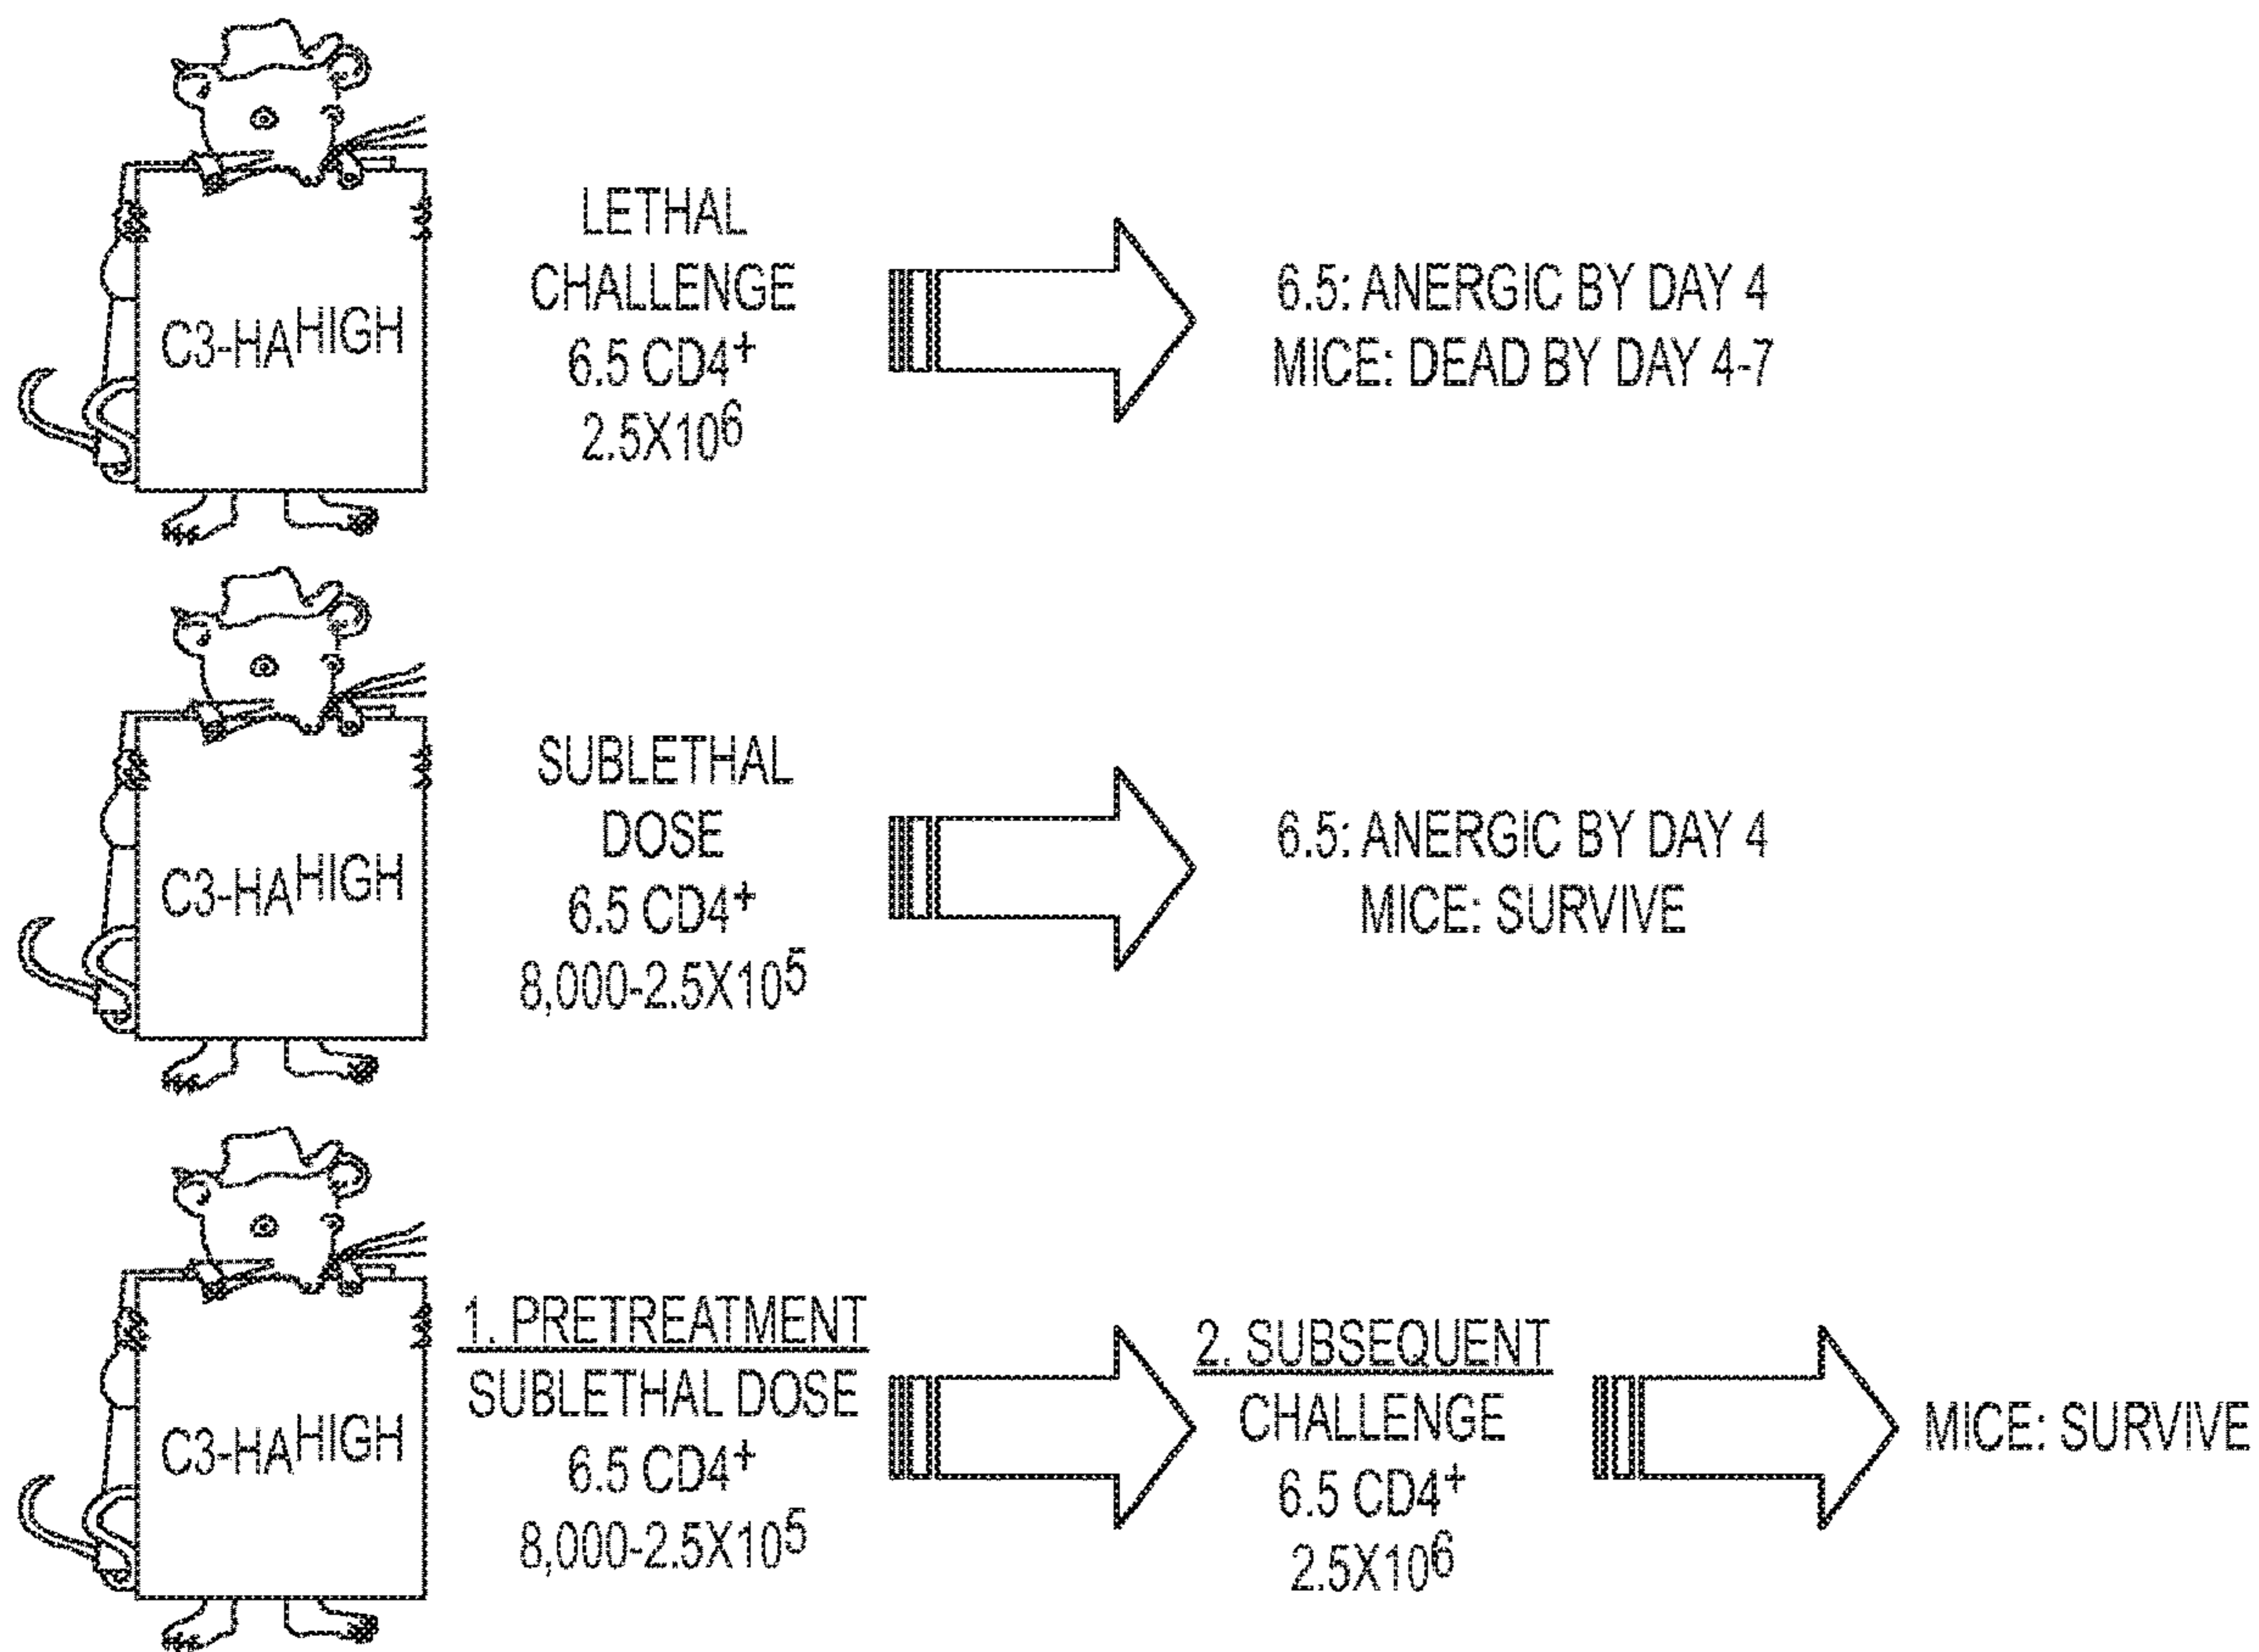 C3-HAHIGH
LETHAL
CHALLENGE
6.5 CD4+
2.5X10⁶
6.5: ANERGIC BY DAY 4
MICE: DEAD BY DAY 4-7
C3-HAHIGH
SUBLETHAL
DOSE
6.5 CD4+
8,000-2.5X10⁵
6.5: ANERGIC BY DAY 4
MICE: SURVIVE
C3-HAHIGH
1. PRETREATMENT
SUBLETHAL DOSE
6.5 CD4+
8,000-2.5X10⁵
2. SUBSEQUENT
CHALLENGE
6.5 CD4+
2.5X10⁶
MICE: SURVIVE